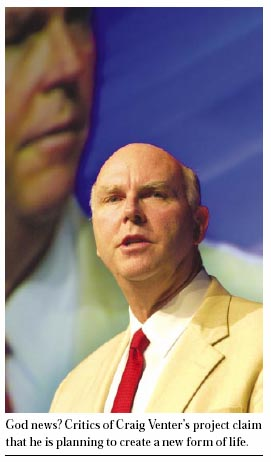 God news? Critics of Craig Venter's project claim
that he is planning to create a new form of life.